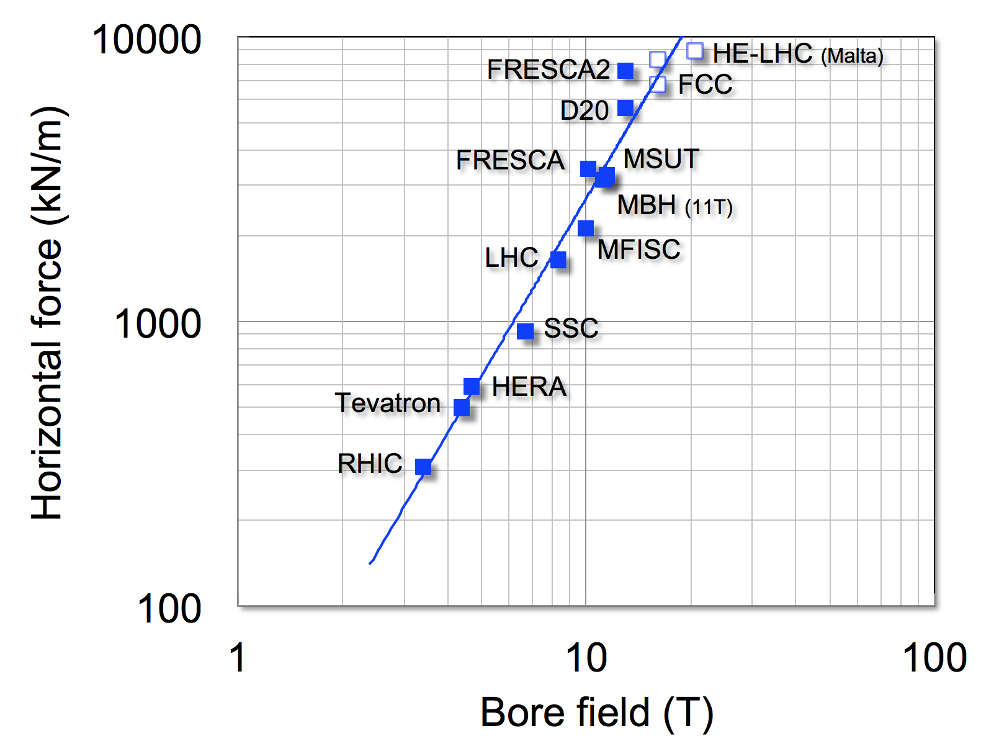 10000
HE-LHC (Malta)
FRESCA2
FCC
D20
FRESCA
MSUT
MBH (11T)
MFISC
LHC
1000
SSC
HERA
Tevatron
RHIC
100
Horizontal force (kN/m)
1
10
100
Bore field (T)